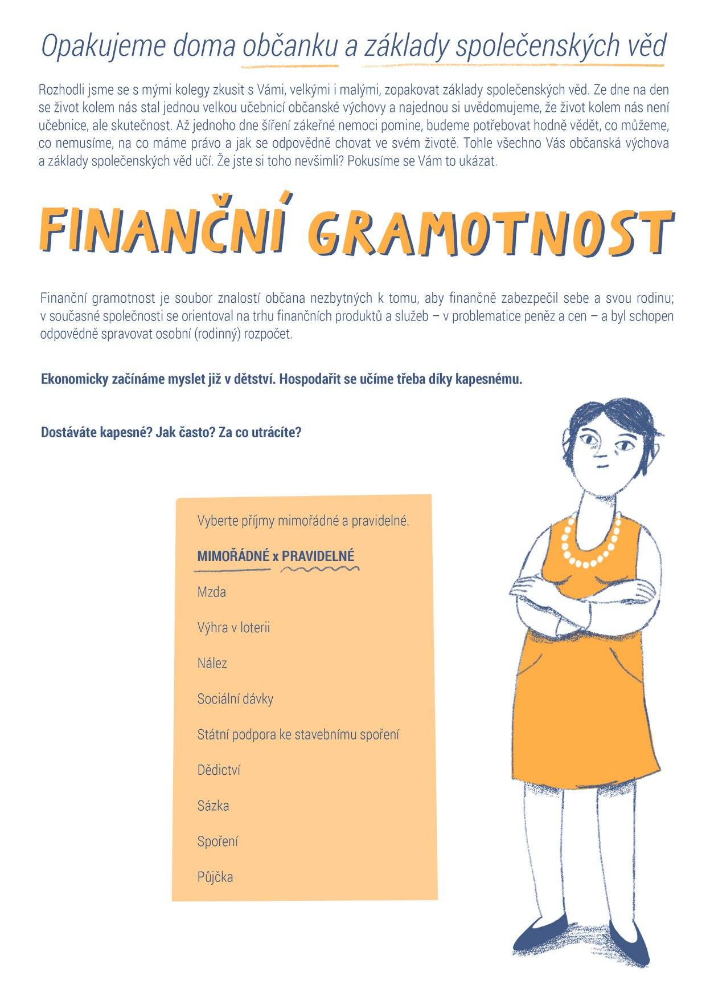 Opakujeme doma občanku a základy společenských věd
Rozhodli jsme se s mými kolegy zkusit s Vámi, velkými i malými, zopakovat základy společenských věd. Ze dne na den
se život kolem nás stal jednou velkou učebnicí občanské výchovy a najednou si uvědomujeme, že život kolem nás není
učebnice, ale skutečnost. Až jednoho dne šíření zákeřné nemoci pomine, budeme potřebovat hodně vědět, co můžeme,
co nemusíme, na co máme právo a jak se odpovědně chovat ve svém životě. Tohle všechno Vás občanská výchova
a základy společenských věd učí. Že jste si toho nevšimli? Pokusíme se Vám to ukázat.
FINANČNÍ GRAMOTNOST
Finanční gramotnost je soubor znalostí občana nezbytných k tomu, aby finančně zabezpečil sebe a svou rodinu;
v současné společnosti se orientoval na trhu finančních produktů a služeb – v problematice peněz a cen – a byl schopen
odpovědně spravovat osobní (rodinný) rozpočet.
Ekonomicky začínáme myslet již v dětství. Hospodařit se učíme třeba díky kapesnému.
Dostáváte kapesné? Jak často? Za co utrácíte?
Vyberte příjmy mimořádné a pravidelné.
MIMOŘÁDNÉ x PRAVIDELNÉ
Mzda
Výhra v loterii
Nález
Sociální dávky
Státní podpora ke stavebnímu spoření
Dědictví
Sázka
Spoření
Půjčka